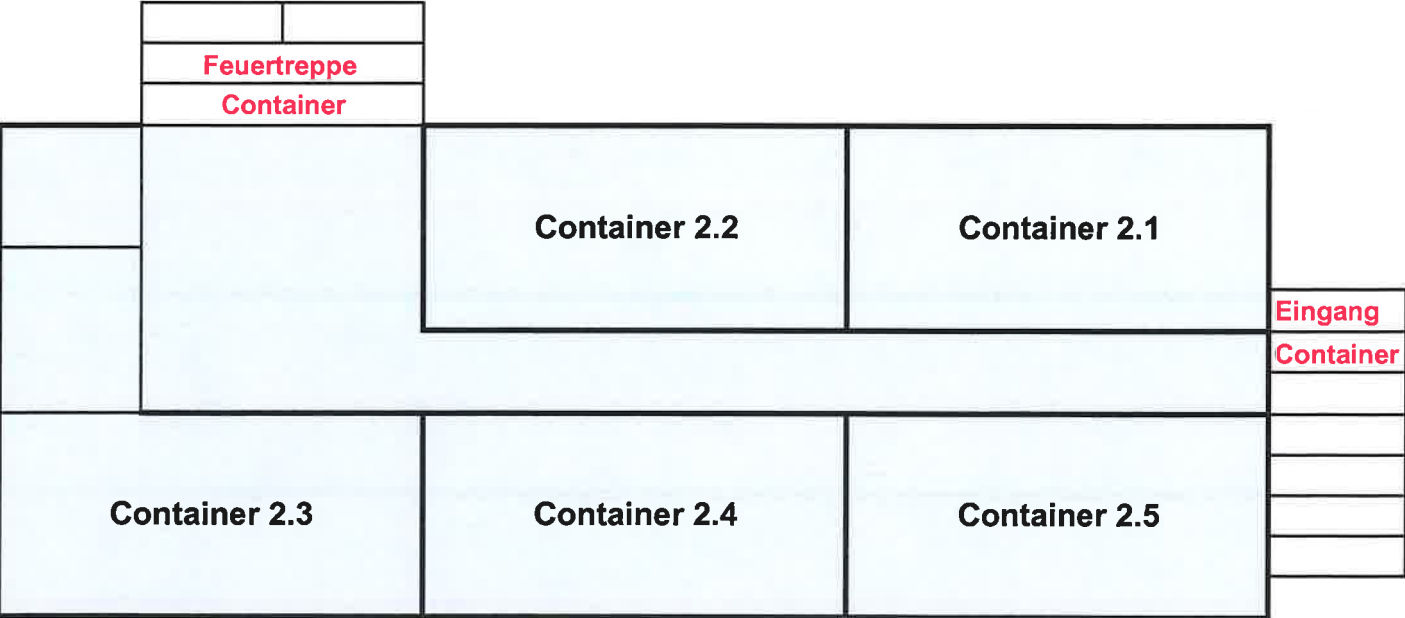 Feuertreppe
Container
Container 2.2
Container 2.1
Eingang
Container
Container 2.3
Container 2.4
Container 2.5